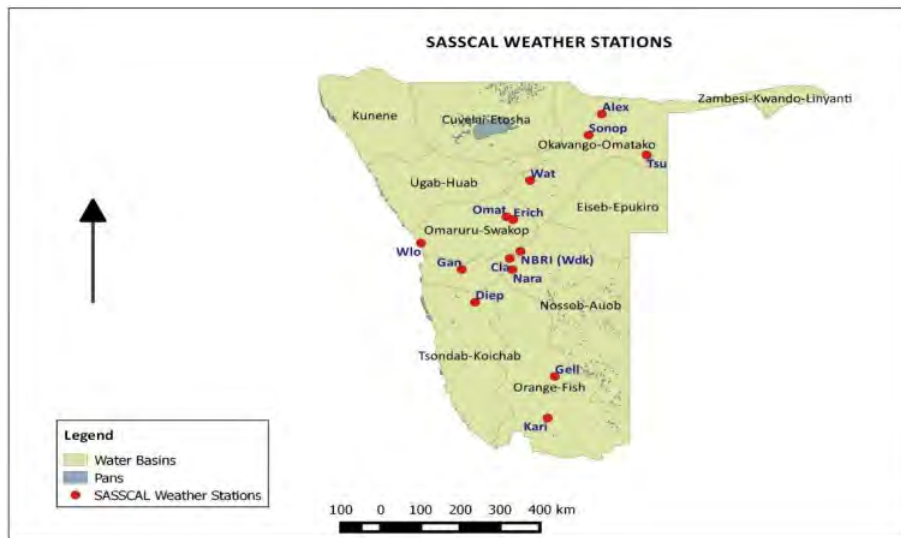 SASSCAL WEATHER STATIONS
Zambesi-Kwando-Linyanti
Alex
Kunene
Cuvelai-Etosha
Sonop
Okavango-Omatako
Tsu
Wat
Ugab-Huab
Omat
Erich
Eiseb-Epukiro
Omaruru-Swakop
Wlo
Gan
Cla
NBRI (Wdk)
Nara
Diep
Nossob-Auob
Tsondab-Koichab
Gell
Orange-Fish
Kari
Legend
Water Basins
Pans
SASSCAL Weather Stations
100 0 100 200 300 400 km